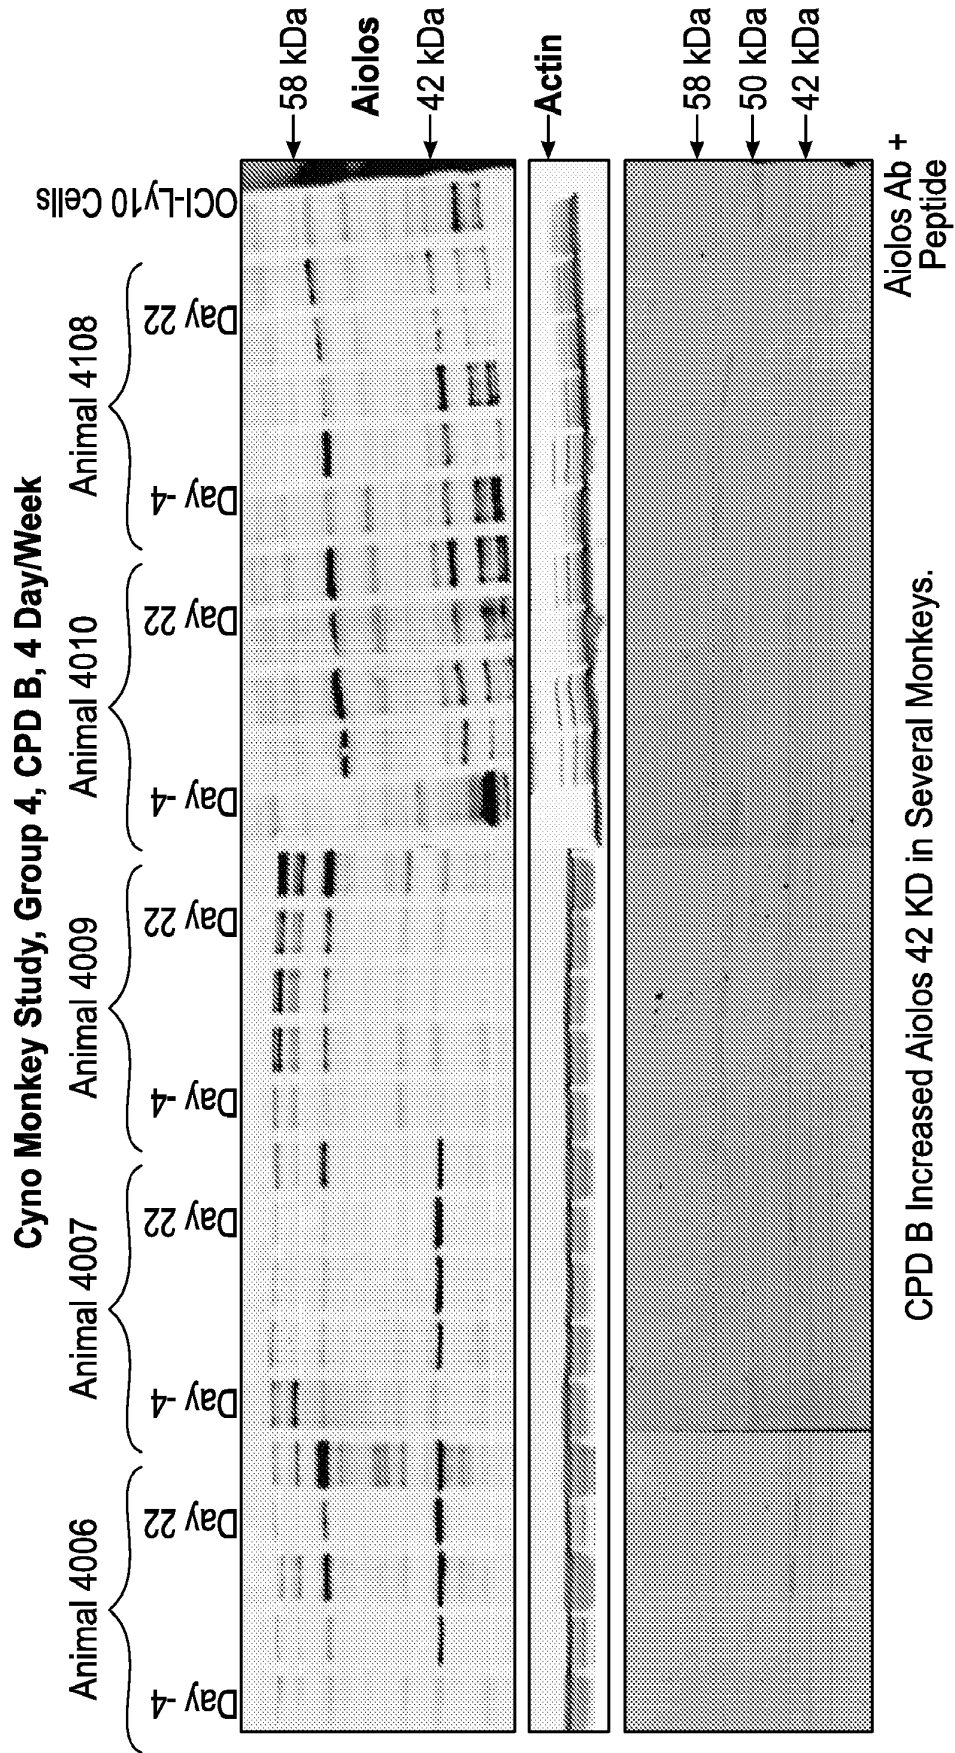 Cyno Monkey Study, Group 4, CPD B, 4 Day/Week
Animal 4006
Animal 4007
Animal 4009
Animal 4010
Animal 4108
Day -4
Day 22
Day -4
Day 22
Day -4
Day 22
Day -4
Day 22
Day -4
Day 22
OCI-Ly10 Cells
58 kDa
Aiolos
42 kDa
Actin
58 kDa
50 kDa
42 kDa
Aiolos Ab +
Peptide
CPD B Increased Aiolos 42 KD in Several Monkeys.